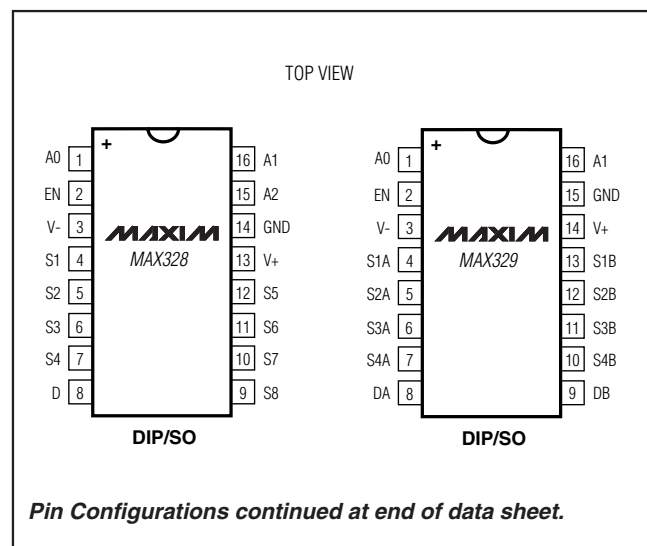 TOP VIEW
A0 1 + 16 A1
EN 2 15 A2
V- 3 MAXIM 14 GND
S1 4 MAX328 13 V+
S2 5 12 S5
S3 6 11 S6
S4 7 10 S7
D 8 9 S8
DIP/SO
A0 1 + 16 A1
EN 2 15 GND
V- 3 MAXIM 14 V+
S1A 4 MAX329 13 S1B
S2A 5 12 S2B
S3A 6 11 S3B
S4A 7 10 S4B
DA 8 9 DB
DIP/SO
Pin Configurations continued at end of data sheet.